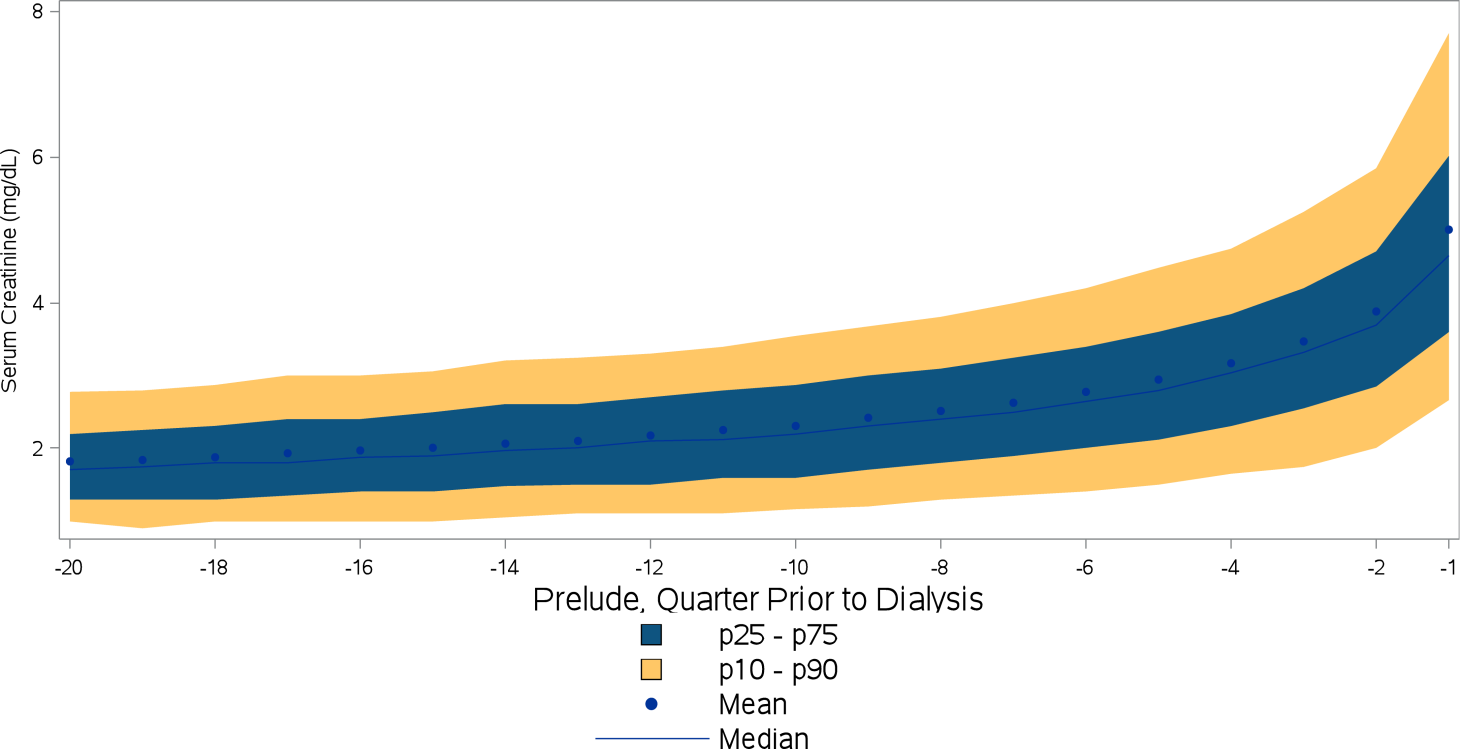 8
6
4
2
Serum Creatinine (mg/dL)
-20 -18 -16 -14 -12 -10 -8 -6 -4 -2 -1
Prelude, Quarter Prior to Dialysis
p25 - p75
p10 - p90
Mean
Median